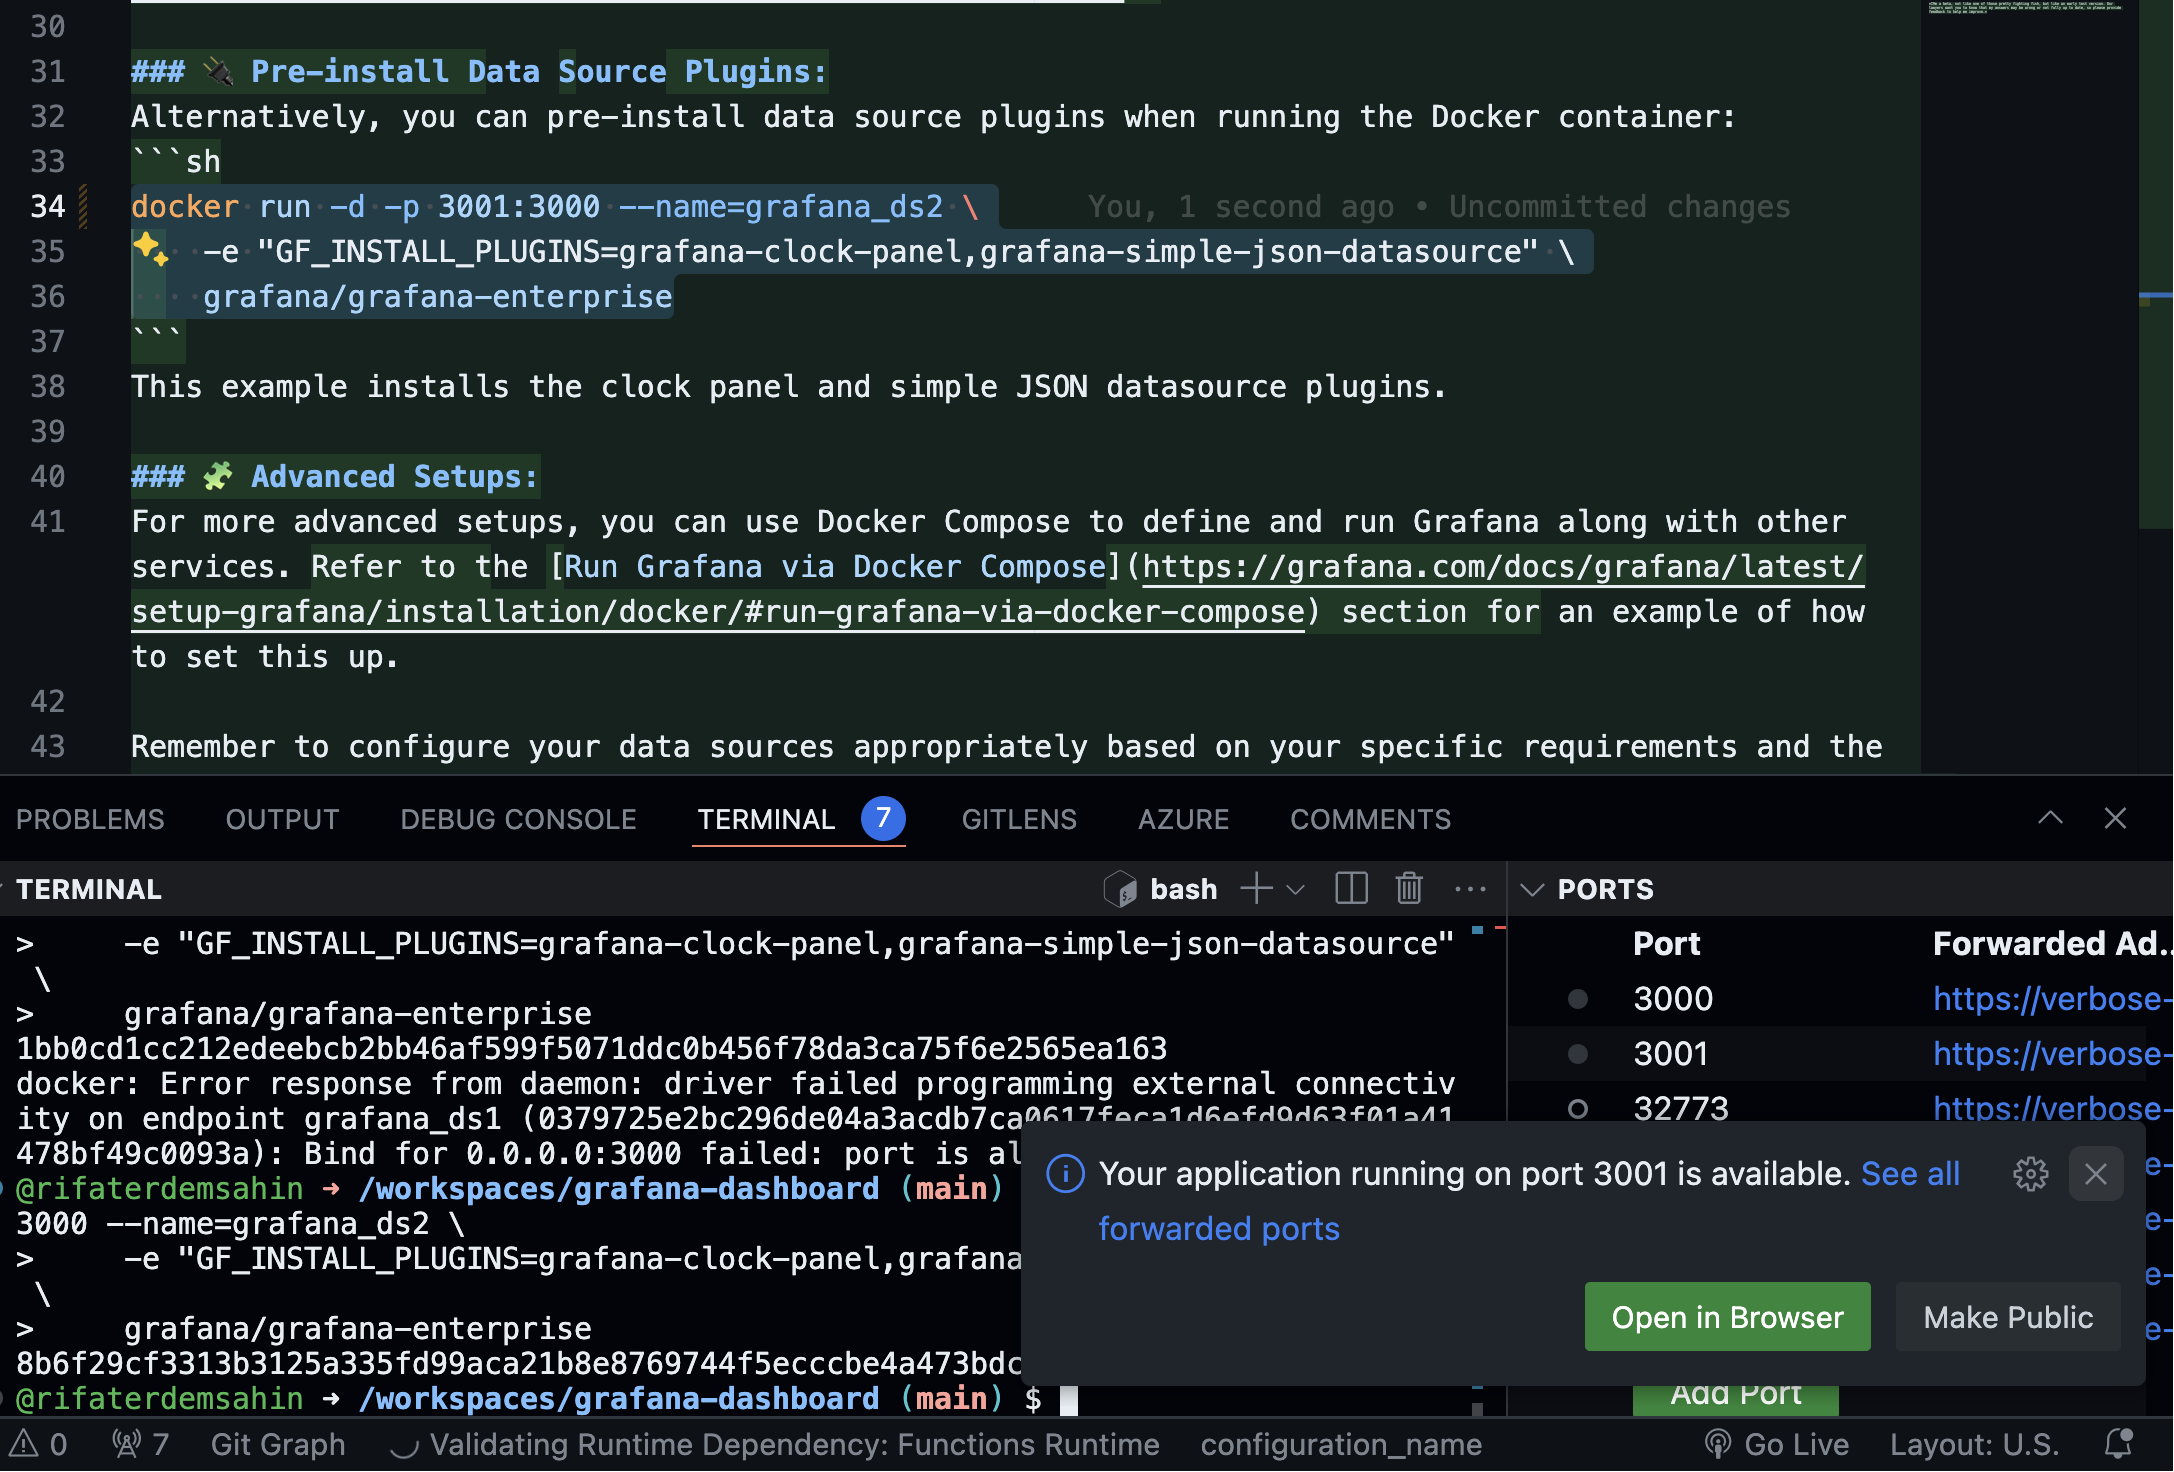 30
31 ### 🔌 Pre-install Data Source Plugins:
32 Alternatively, you can pre-install data source plugins when running the Docker container:
33 ```sh
34 docker run -d -p 3001:3000 --name=grafana_ds2 \ You, 1 second ago • Uncommitted changes
35 -e "GF_INSTALL_PLUGINS=grafana-clock-panel,grafana-simple-json-datasource" \
36 grafana/grafana-enterprise
37 ```
38 This example installs the clock panel and simple JSON datasource plugins.
39
40 ### 🧩 Advanced Setups:
41 For more advanced setups, you can use Docker Compose to define and run Grafana along with other
services. Refer to the [Run Grafana via Docker Compose](https://grafana.com/docs/grafana/latest/
setup-grafana/installation/docker/#run-grafana-via-docker-compose) section for an example of how
to set this up.
42
43 Remember to configure your data sources appropriately based on your specific requirements and the
PROBLEMS OUTPUT DEBUG CONSOLE TERMINAL 7 GITLENS AZURE COMMENTS
TERMINAL bash
> -e "GF_INSTALL_PLUGINS=grafana-clock-panel,grafana-simple-json-datasource"
\
> grafana/grafana-enterprise
1bb0cd1cc212edeebcb2bb46af599f5071ddc0b456f78da3ca75f6e2565ea163
docker: Error response from daemon: driver failed programming external connectiv
ity on endpoint grafana_ds1 (0379725e2bc296de04a3acdb7ca0617feca1d6efd9d63f01a41
478bf49c0093a): Bind for 0.0.0.0:3000 failed: port is al
@rifaterdemsahin ➜ /workspaces/grafana-dashboard (main)
3000 --name=grafana_ds2 \
> -e "GF_INSTALL_PLUGINS=grafana-clock-panel,grafana
\
> grafana/grafana-enterprise
8b6f29cf3313b3125a335fd99aca21b8e8769744f5ecccbe4a473bdc
@rifaterdemsahin ➜ /workspaces/grafana-dashboard (main) $
PORTS
Port Forwarded Ad...
3000 https://verbose-
3001 https://verbose-
32773 https://verbose-
e-
e-
e-
e-
Your application running on port 3001 is available. See all
forwarded ports
Open in Browser Make Public
Add Port
0 7 Git Graph Validating Runtime Dependency: Functions Runtime configuration_name Go Live Layout: U.S.